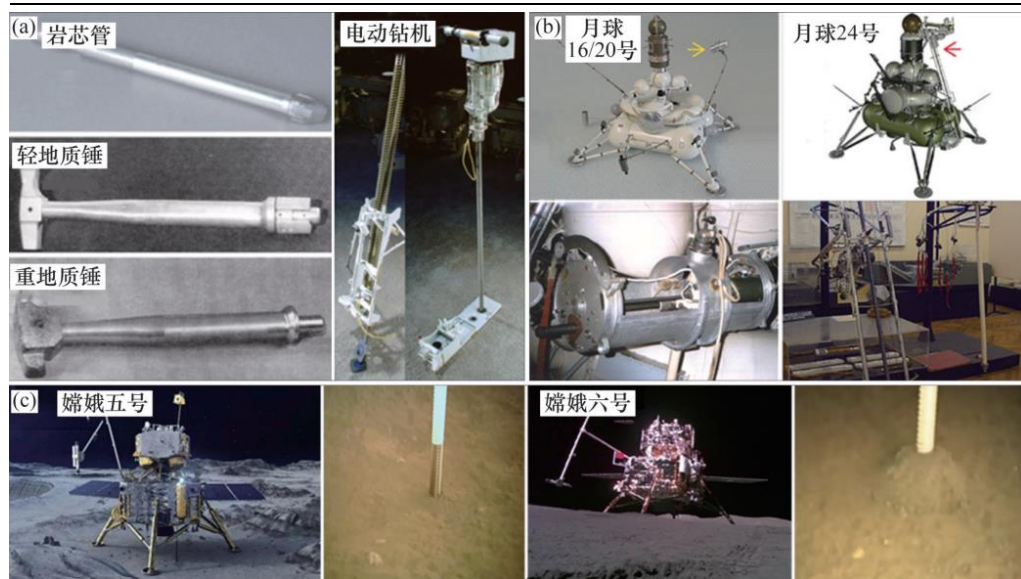 (a)
岩芯管
电动钻机
轻地质锤
重地质锤
(b)
月球
16/20号
月球24号
(c)
嫦娥五号
嫦娥六号